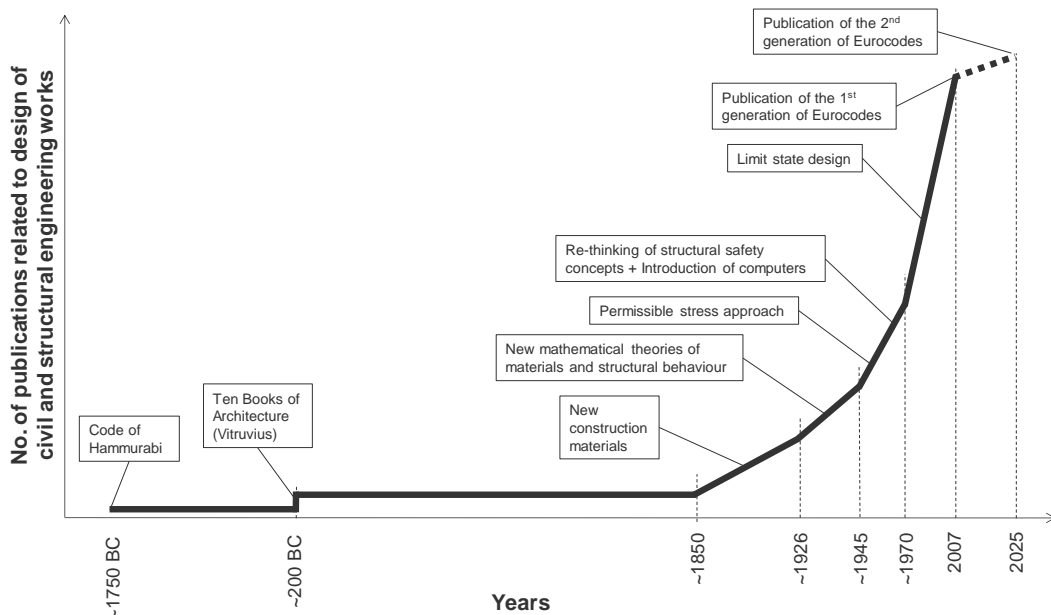 No. of publications related to design of
civil and structural engineering works
Publication of the 2nd
generation of Eurocodes
Publication of the 1st
generation of Eurocodes
Limit state design
Re-thinking of structural safety
concepts + Introduction of computers
Permissible stress approach
New mathematical theories of
materials and structural behaviour
New
construction
materials
Ten Books of
Architecture
(Vitruvius)
Code of
Hammurabi
~1750 BC
~200 BC
~1850
~1926
~1945
~1970
2007
2025
Years